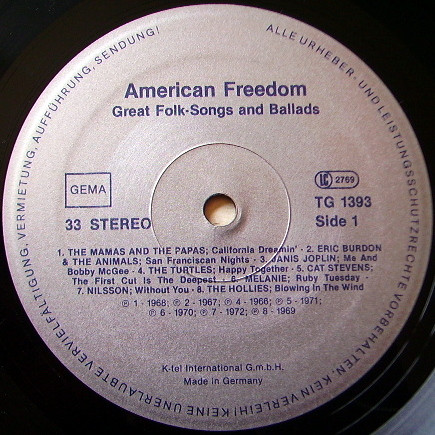 KEINE UNERLAUBTE VERVIELFÄLTIGUNG, VERMIETUNG, AUFFÜHRUNG, SENDUNG!
ALLE URHEBER- UND LEISTUNGSSCHUTZRECHTE VORBEHALTEN, KEIN VERLEIH!
American Freedom
Great Folk-Songs and Ballads
GEMA
LC 2769
TG 1393
33 STEREO
Side 1
1. THE MAMAS AND THE PAPAS; California Dreamin' · 2. ERIC BURDON
& THE ANIMALS; San Franciscan Nights · 3. JANIS JOPLIN; Me And
Bobby McGee · 4. THE TURTLES; Happy Together · 5. CAT STEVENS;
The First Cut Is The Deepest · 6. MELANIE; Ruby Tuesday ·
7. NILSSON; Without You · 8. THE HOLLIES; Blowing In The Wind
℗ 1 - 1968; ℗ 2 - 1967; ℗ 4 - 1966; ℗ 5 - 1971;
℗ 6 - 1970; ℗ 7 - 1972; ℗ 8 - 1969
K-tel International G.m.b.H.
Made in Germany